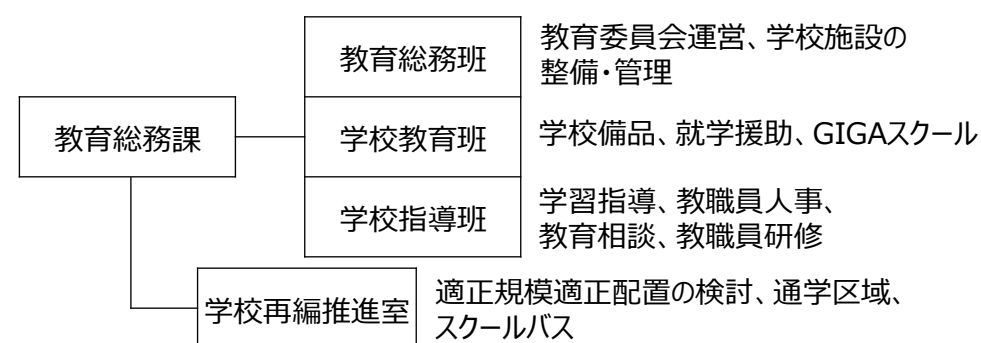 教育総務課
教育総務班
教育委員会運営、学校施設の
整備・管理
学校教育班
学校備品、就学援助、GIGAスクール
学校指導班
学習指導、教職員人事、
教育相談、教職員研修
学校再編推進室
適正規模適正配置の検討、通学区域、
スクールバス